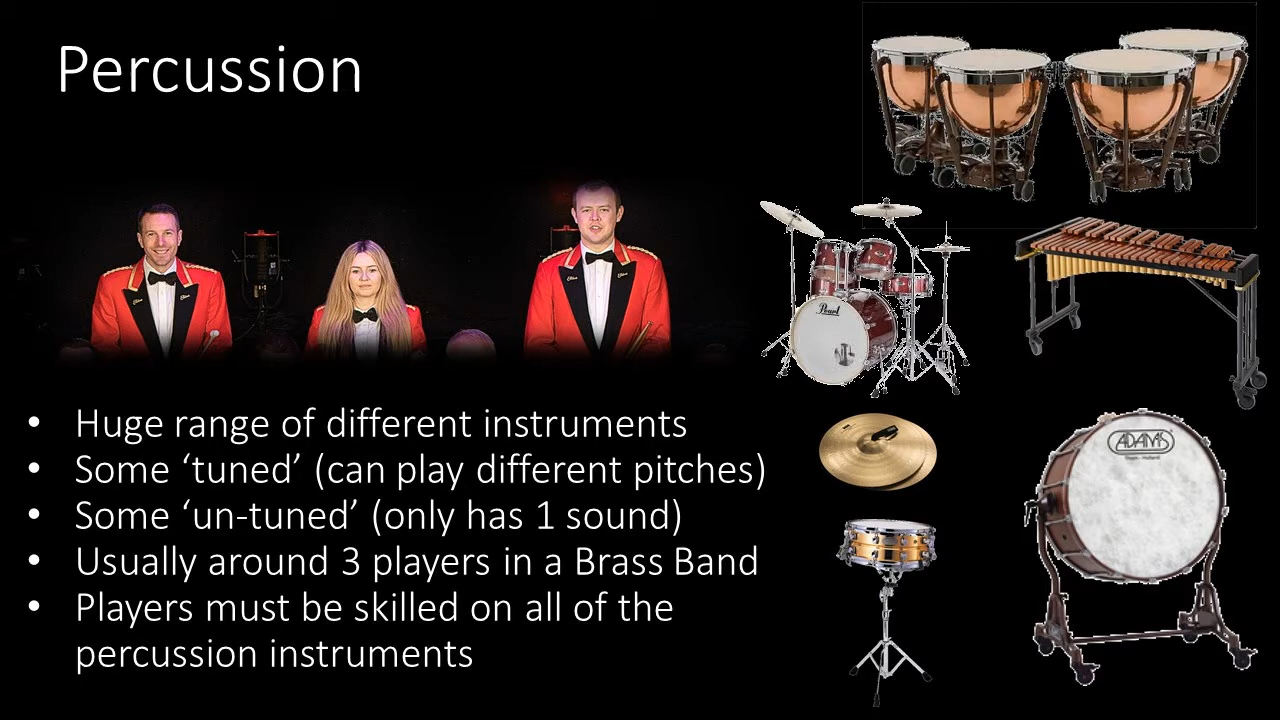 Percussion
• Huge range of different instruments
• Some ‘tuned’ (can play different pitches)
• Some ‘un-tuned’ (only has 1 sound)
• Usually around 3 players in a Brass Band
• Players must be skilled on all of the
percussion instruments
Pearl
ADAMS